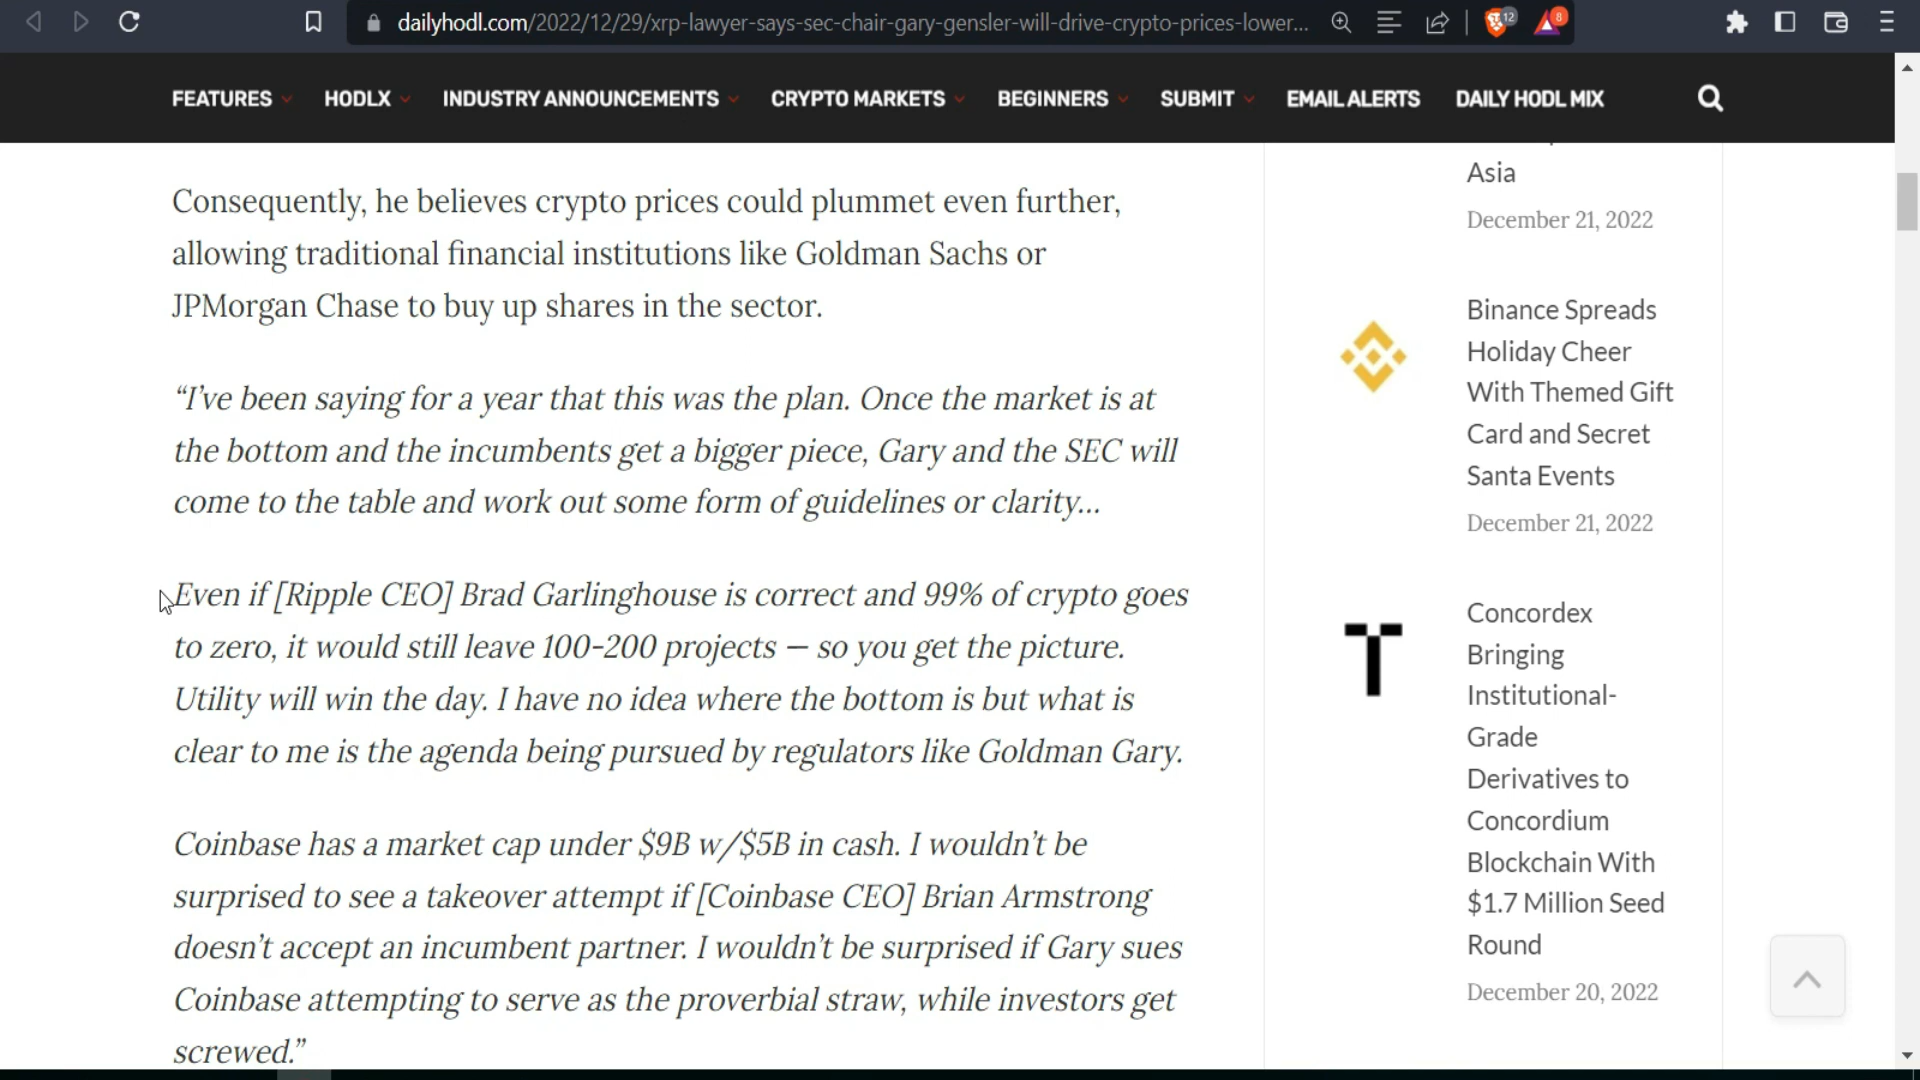 dailyhodl.com/2022/12/29/xrp-lawyer-says-sec-chair-gary-gensler-will-drive-crypto-prices-lower...
12
8
FEATURES
HODLX
INDUSTRY ANNOUNCEMENTS
CRYPTO MARKETS
BEGINNERS
SUBMIT
EMAIL ALERTS
DAILY HODL MIX
Consequently, he believes crypto prices could plummet even further,
allowing traditional financial institutions like Goldman Sachs or
JPMorgan Chase to buy up shares in the sector.
“I’ve been saying for a year that this was the plan. Once the market is at
the bottom and the incumbents get a bigger piece, Gary and the SEC will
come to the table and work out some form of guidelines or clarity…
Even if [Ripple CEO] Brad Garlinghouse is correct and 99% of crypto goes
to zero, it would still leave 100-200 projects — so you get the picture.
Utility will win the day. I have no idea where the bottom is but what is
clear to me is the agenda being pursued by regulators like Goldman Gary.
Coinbase has a market cap under $9B w/$5B in cash. I wouldn’t be
surprised to see a takeover attempt if [Coinbase CEO] Brian Armstrong
doesn’t accept an incumbent partner. I wouldn’t be surprised if Gary sues
Coinbase attempting to serve as the proverbial straw, while investors get
screwed.”
Asia
December 21, 2022
Binance Spreads
Holiday Cheer
With Themed Gift
Card and Secret
Santa Events
December 21, 2022
Concordex
Bringing
Institutional-
Grade
Derivatives to
Concordium
Blockchain With
$1.7 Million Seed
Round
December 20, 2022